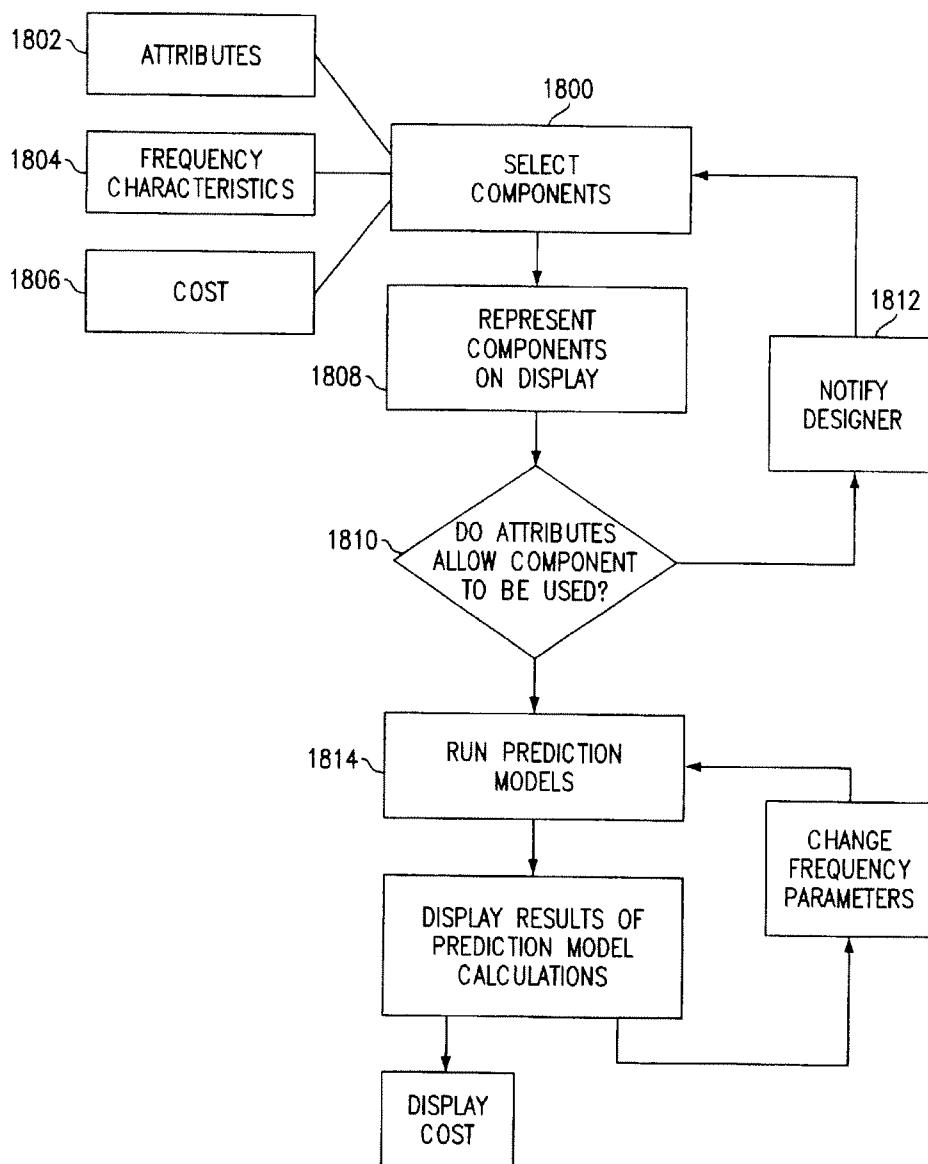 1802
ATTRIBUTES
1800
1804
FREQUENCY
CHARACTERISTICS
SELECT
COMPONENTS
1806
COST
REPRESENT
COMPONENTS
ON DISPLAY
1808
1812
NOTIFY
DESIGNER
1810
DO ATTRIBUTES
ALLOW COMPONENT
TO BE USED?
1814
RUN PREDICTION
MODELS
CHANGE
FREQUENCY
PARAMETERS
DISPLAY RESULTS OF
PREDICTION MODEL
CALCULATIONS
DISPLAY
COST